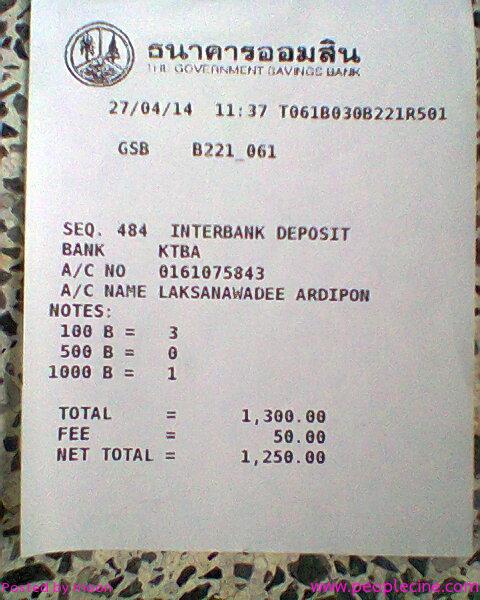 ธนาคารออมสิน
THE GOVERNMENT SAVINGS BANK
27/04/14 11:37 T061B030B221R501
GSB B221_061
SEQ. 484 INTERBANK DEPOSIT
BANK KTBA
A/C NO 0161075843
A/C NAME LAKSANAWADEE ARDIPON
NOTES:
100 B = 3
500 B = 0
1000 B = 1
TOTAL = 1,300.00
FEE = 50.00
NET TOTAL = 1,250.00
Posted by moon
www.peoplecine.com